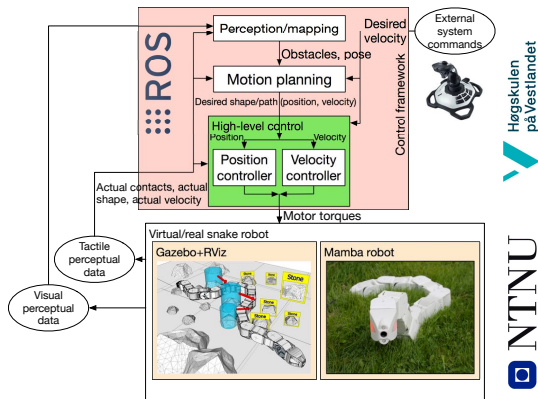 Perception/mapping
Desired
velocity
External
system
commands
Obstacles, pose
ROS
Motion planning
Control framework
Desired shape/path (position, velocity)
High-level control
Position
Velocity
Position
controller
Velocity
controller
Actual contacts, actual
shape, actual velocity
Motor torques
Virtual/real snake robot
Tactile
perceptual
data
Gazebo+RViz
Mamba robot
Visual
perceptual
data
Stone
Stone
Stone
Stone
Stone
Høgskulen
på Vestlandet
NTNU